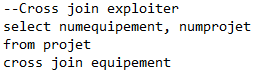 --Cross join exploiter
select numequipement, numprojet
from projet
cross join equipement